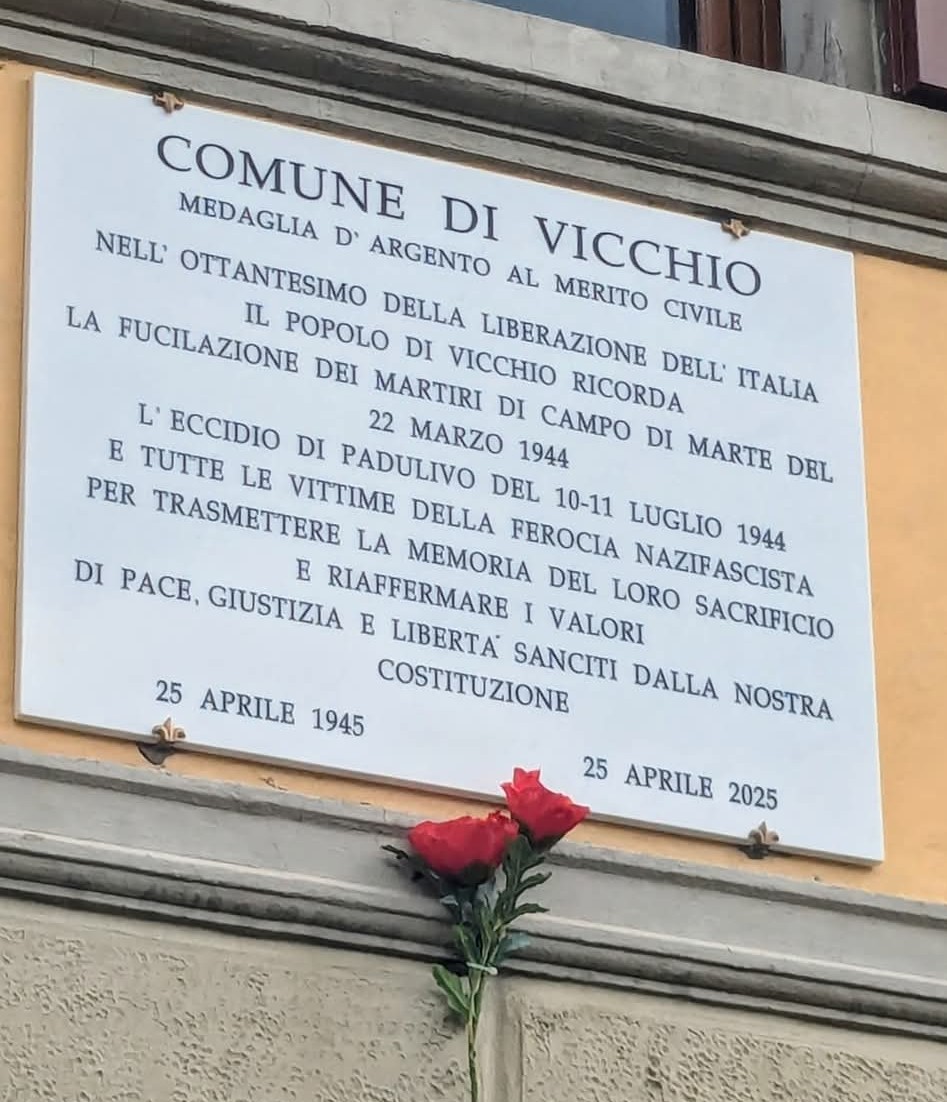 COMUNE DI VICCHIO
MEDAGLIA D' ARGENTO AL MERITO CIVILE
NELL' OTTANTESIMO DELLA LIBERAZIONE DELL' ITALIA
IL POPOLO DI VICCHIO RICORDA
LA FUCILAZIONE DEI MARTIRI DI CAMPO DI MARTE DEL
22 MARZO 1944
L' ECCIDIO DI PADULIVO DEL 10-11 LUGLIO 1944
E TUTTE LE VITTIME DELLA FEROCIA NAZIFASCISTA
PER TRASMETTERE LA MEMORIA DEL LORO SACRIFICIO
E RIAFFERMARE I VALORI
DI PACE, GIUSTIZIA E LIBERTA' SANCITI DALLA NOSTRA
COSTITUZIONE
25 APRILE 1945
25 APRILE 2025